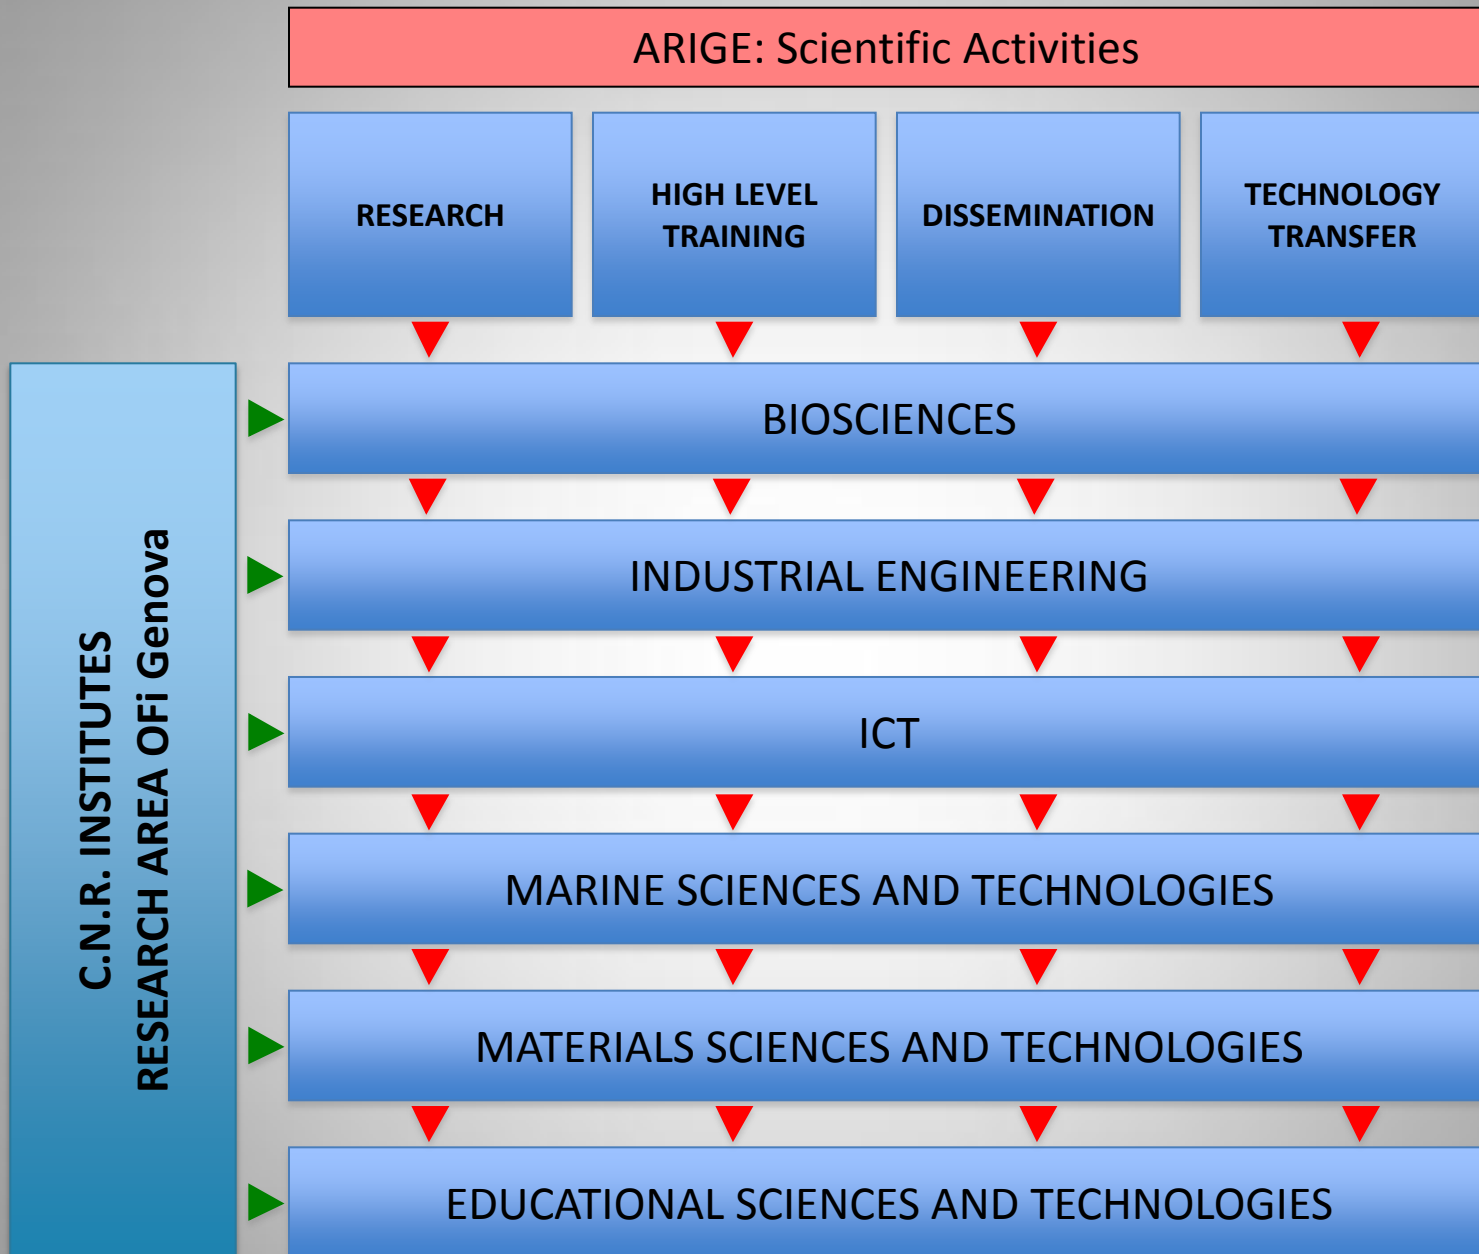 ARIGE: Scientific Activities
RESEARCH
HIGH LEVEL
TRAINING
DISSEMINATION
TECHNOLOGY
TRANSFER
C.N.R. INSTITUTES
RESEARCH AREA OFi Genova
BIOSCIENCES
INDUSTRIAL ENGINEERING
ICT
MARINE SCIENCES AND TECHNOLOGIES
MATERIALS SCIENCES AND TECHNOLOGIES
EDUCATIONAL SCIENCES AND TECHNOLOGIES